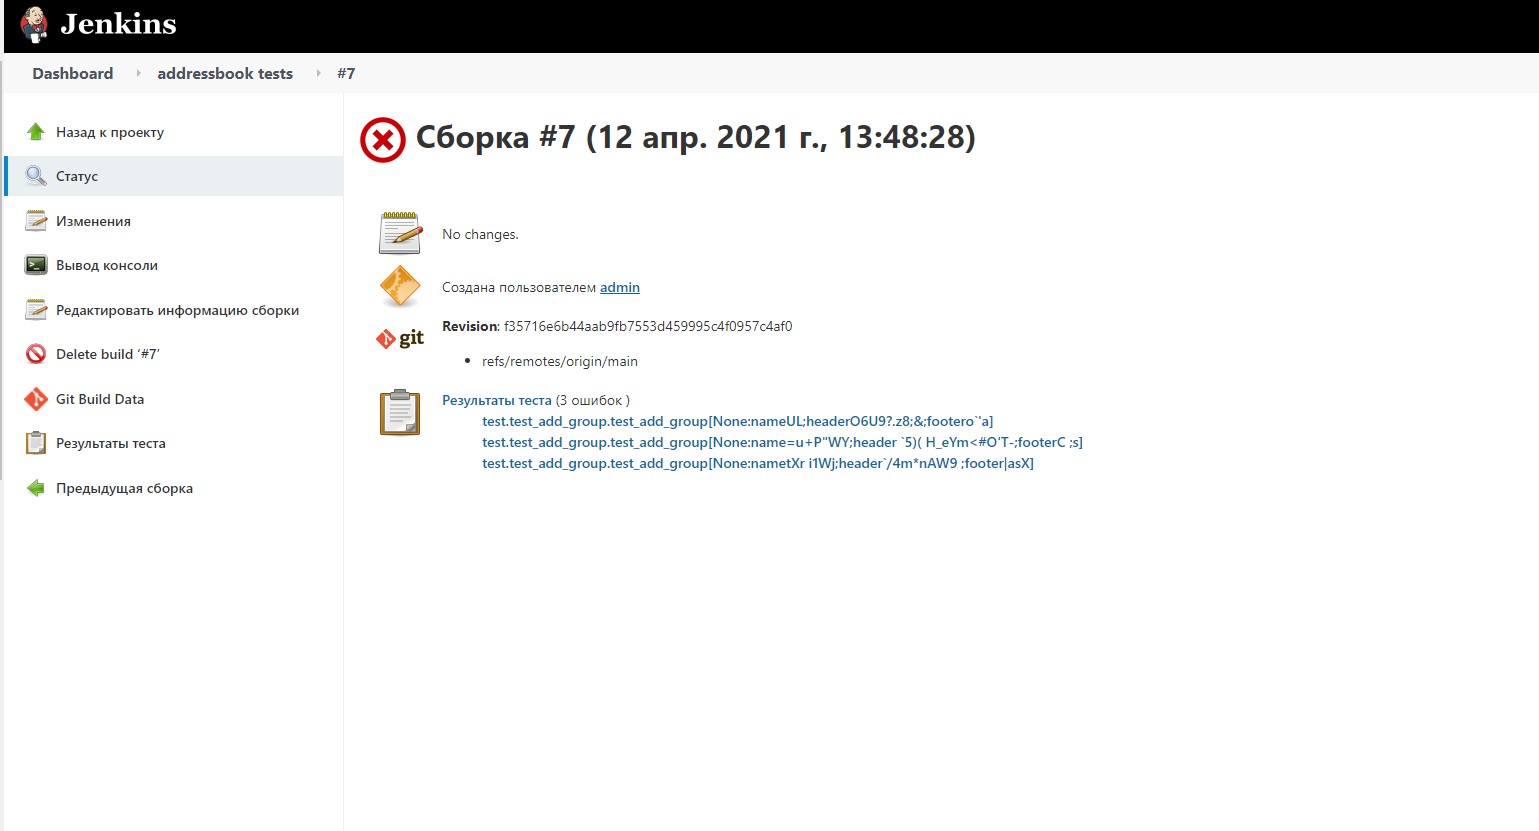 Jenkins
Dashboard addressbook tests #7
Назад к проекту
Статус
Изменения
Вывод консоли
Редактировать информацию сборки
Delete build ‘#7’
Git Build Data
Результаты теста
Предыдущая сборка
Сборка #7 (12 апр. 2021 г., 13:48:28)
No changes.
Создана пользователем admin
git
Revision: f35716e6b44aab9fb7553d459995c4f0957c4af0
refs/remotes/origin/main
Результаты теста (3 ошибок )
test.test_add_group.test_add_group[None:nameUL;headerO6U9?.z8;&;footero`'a]
test.test_add_group.test_add_group[None:name=u+P"WY;header `5)( H_eYm<#O'T-;footerC ;s]
test.test_add_group.test_add_group[None:nametXr i1Wj;header`/4m*nAW9 ;footer|asX]